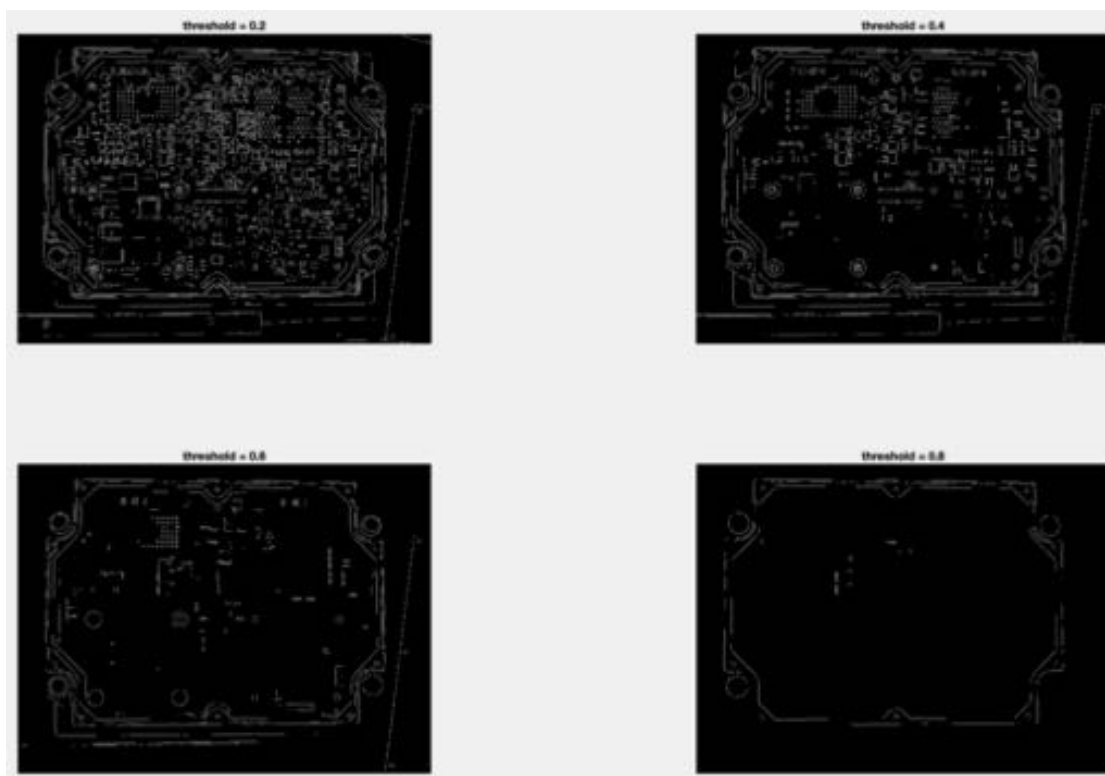 threshold = 0.2
threshold = 0.4
threshold = 0.6
threshold = 0.8